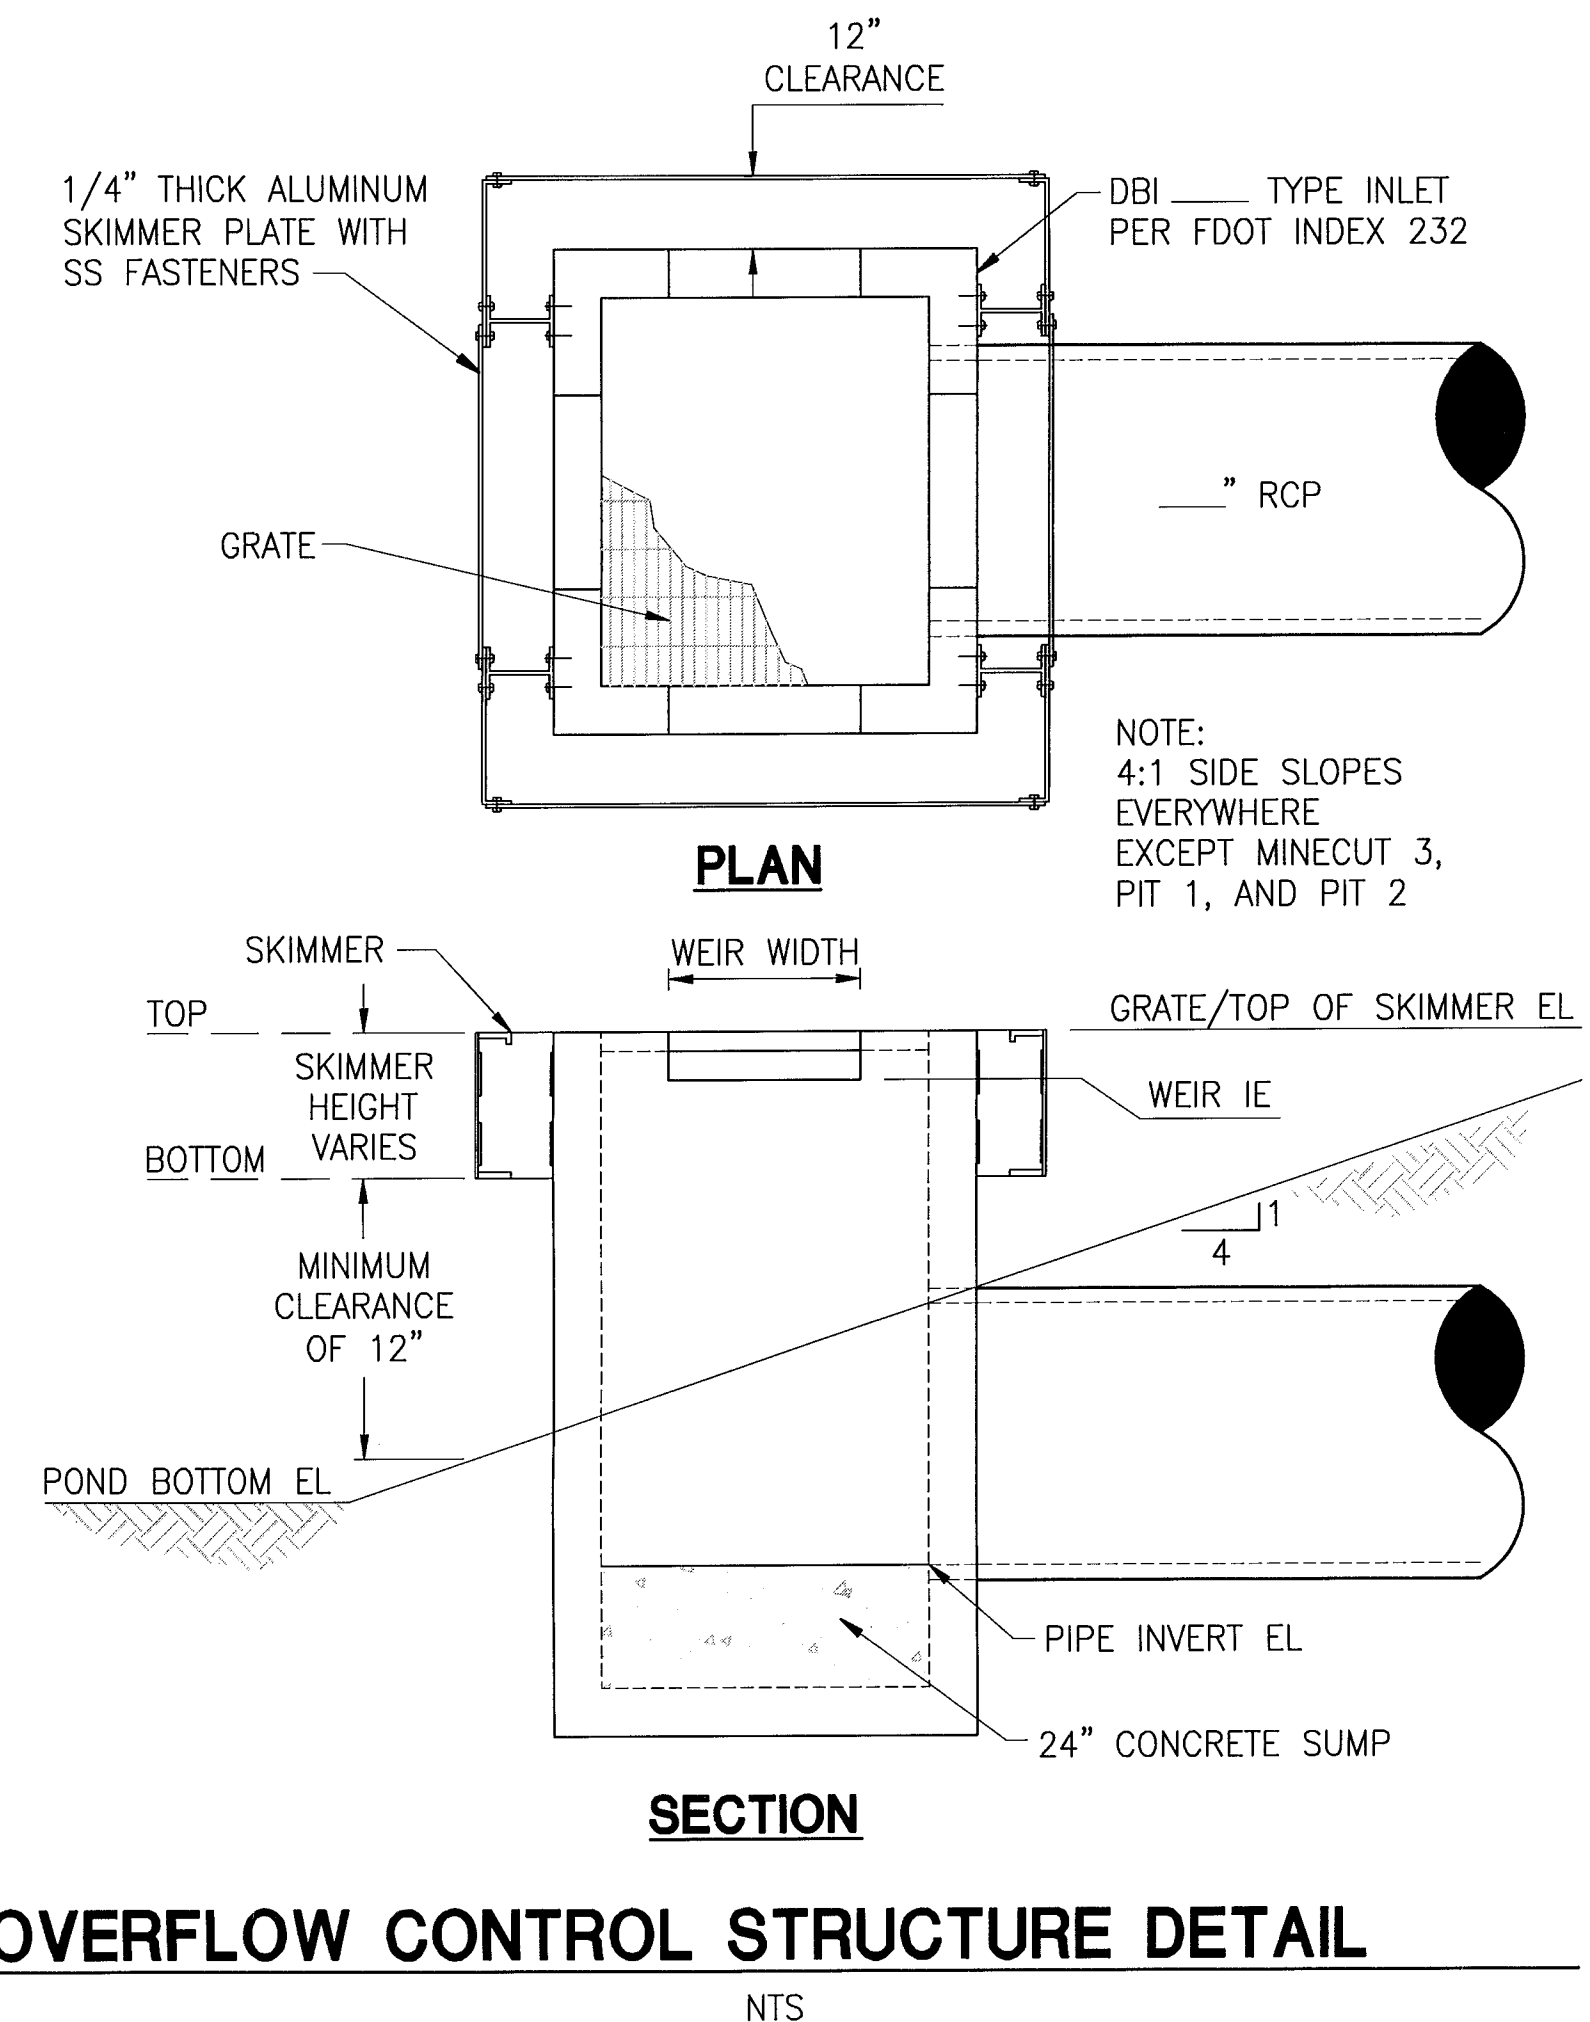 12”
CLEARANCE
1/4” THICK ALUMINUM
SKIMMER PLATE WITH
SS FASTENERS
DBI ____ TYPE INLET
PER FDOT INDEX 232
____” RCP
GRATE
NOTE:
4:1 SIDE SLOPES
EVERYWHERE
EXCEPT MINECUT 3,
PIT 1, AND PIT 2
PLAN
SKIMMER
WEIR WIDTH
TOP
GRATE/TOP OF SKIMMER EL
SKIMMER
HEIGHT
VARIES
WEIR IE
BOTTOM
1
4
MINIMUM
CLEARANCE
OF 12”
POND BOTTOM EL
PIPE INVERT EL
24” CONCRETE SUMP
SECTION
OVERFLOW CONTROL STRUCTURE DETAIL
NTS